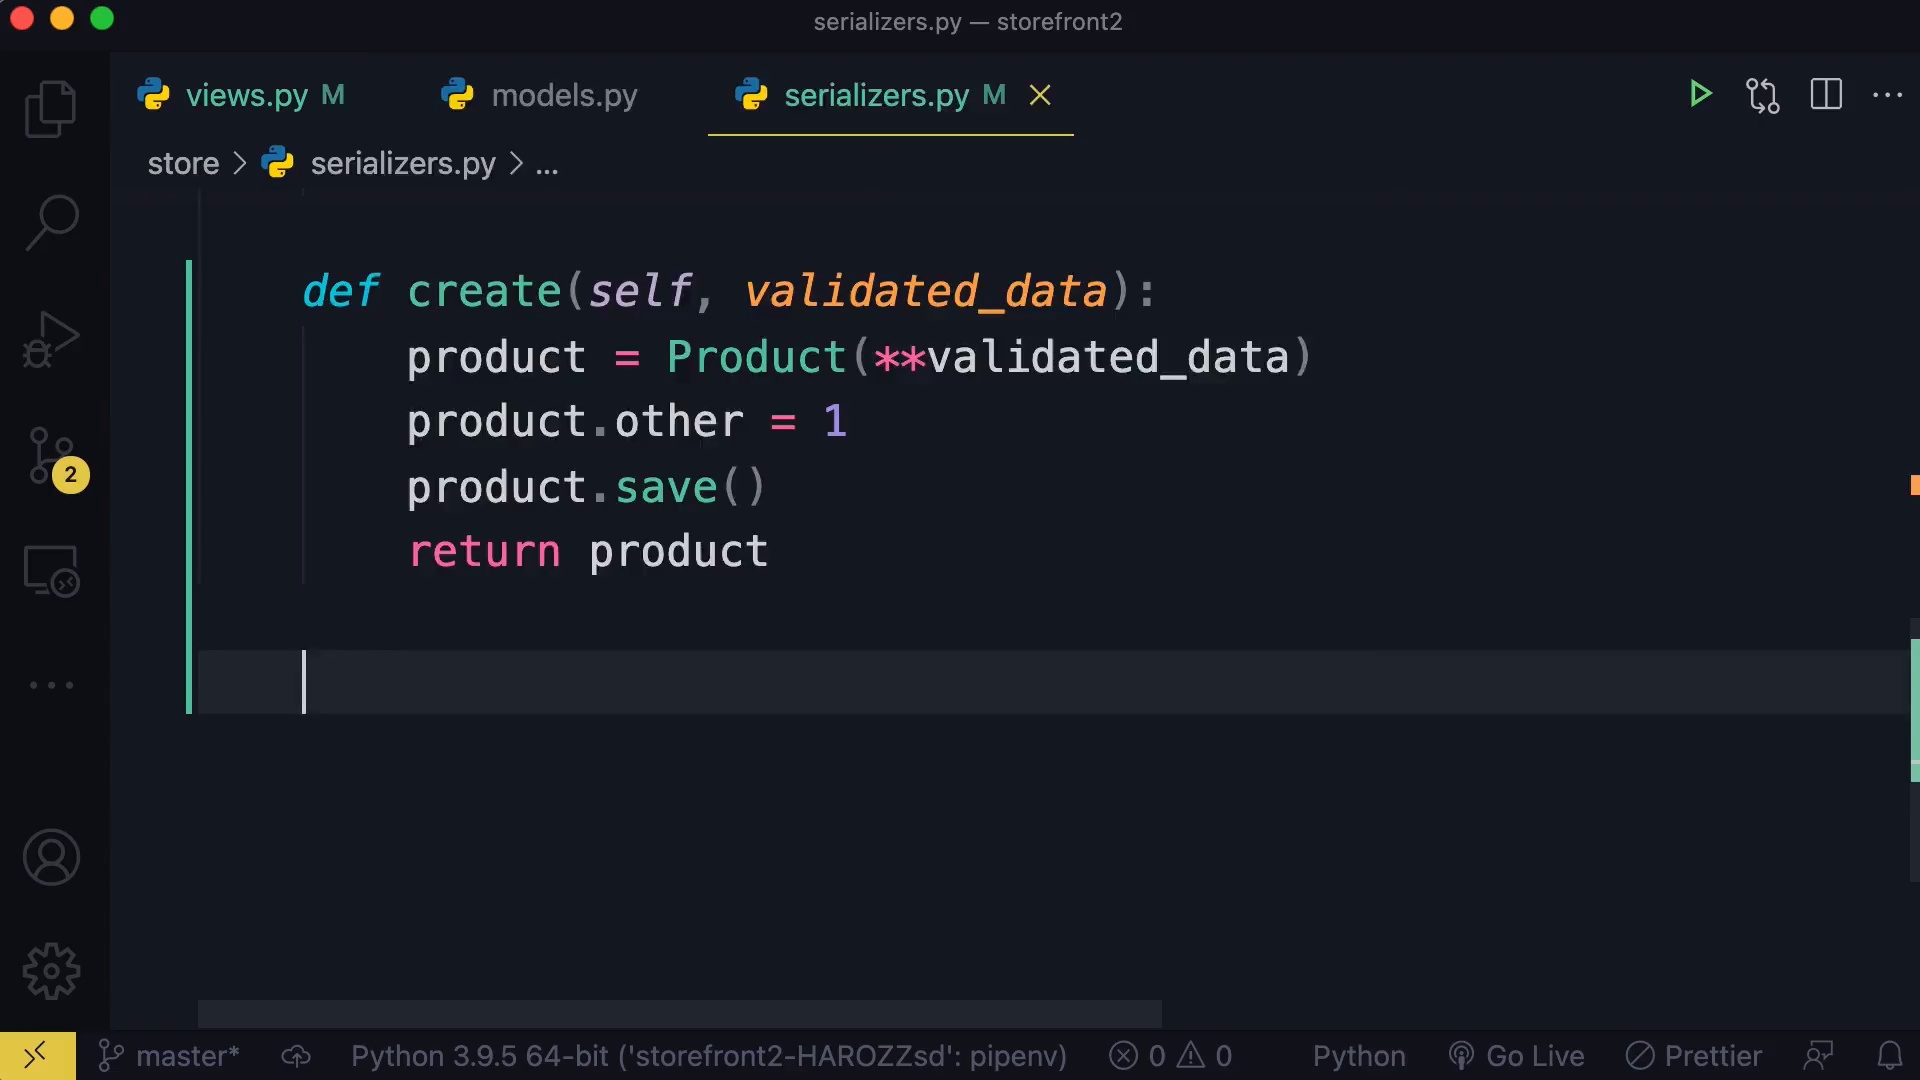 serializers.py — storefront2
views.py M models.py serializers.py M
store > serializers.py > ...
def create(self, validated_data):
product = Product(**validated_data)
product.other = 1
product.save()
return product
2
master* Python 3.9.5 64-bit ('storefront2-HAROZZsd': pipenv) 0 0 Python Go Live Prettier